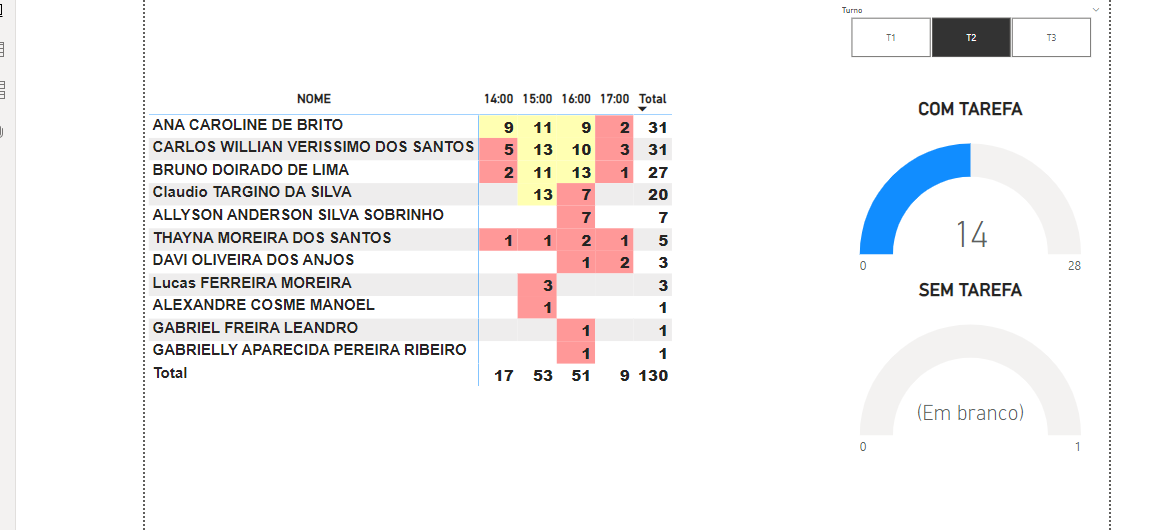 Turno
T1 T2 T3
NOME 14:00 15:00 16:00 17:00 Total
ANA CAROLINE DE BRITO 9 11 9 2 31
CARLOS WILLIAN VERISSIMO DOS SANTOS 5 13 10 3 31
BRUNO DOIRADO DE LIMA 2 11 13 1 27
Claudio TARGINO DA SILVA 13 7 20
ALLYSON ANDERSON SILVA SOBRINHO 7 7
THAYNA MOREIRA DOS SANTOS 1 1 2 1 5
DAVI OLIVEIRA DOS ANJOS 1 2 3
Lucas FERREIRA MOREIRA 3 3
ALEXANDRE COSME MANOEL 1 1
GABRIEL FREIRA LEANDRO 1 1
GABRIELLY APARECIDA PEREIRA RIBEIRO 1 1
Total 17 53 51 9 130
COM TAREFA
14
0 28
SEM TAREFA
(Em branco)
0 1